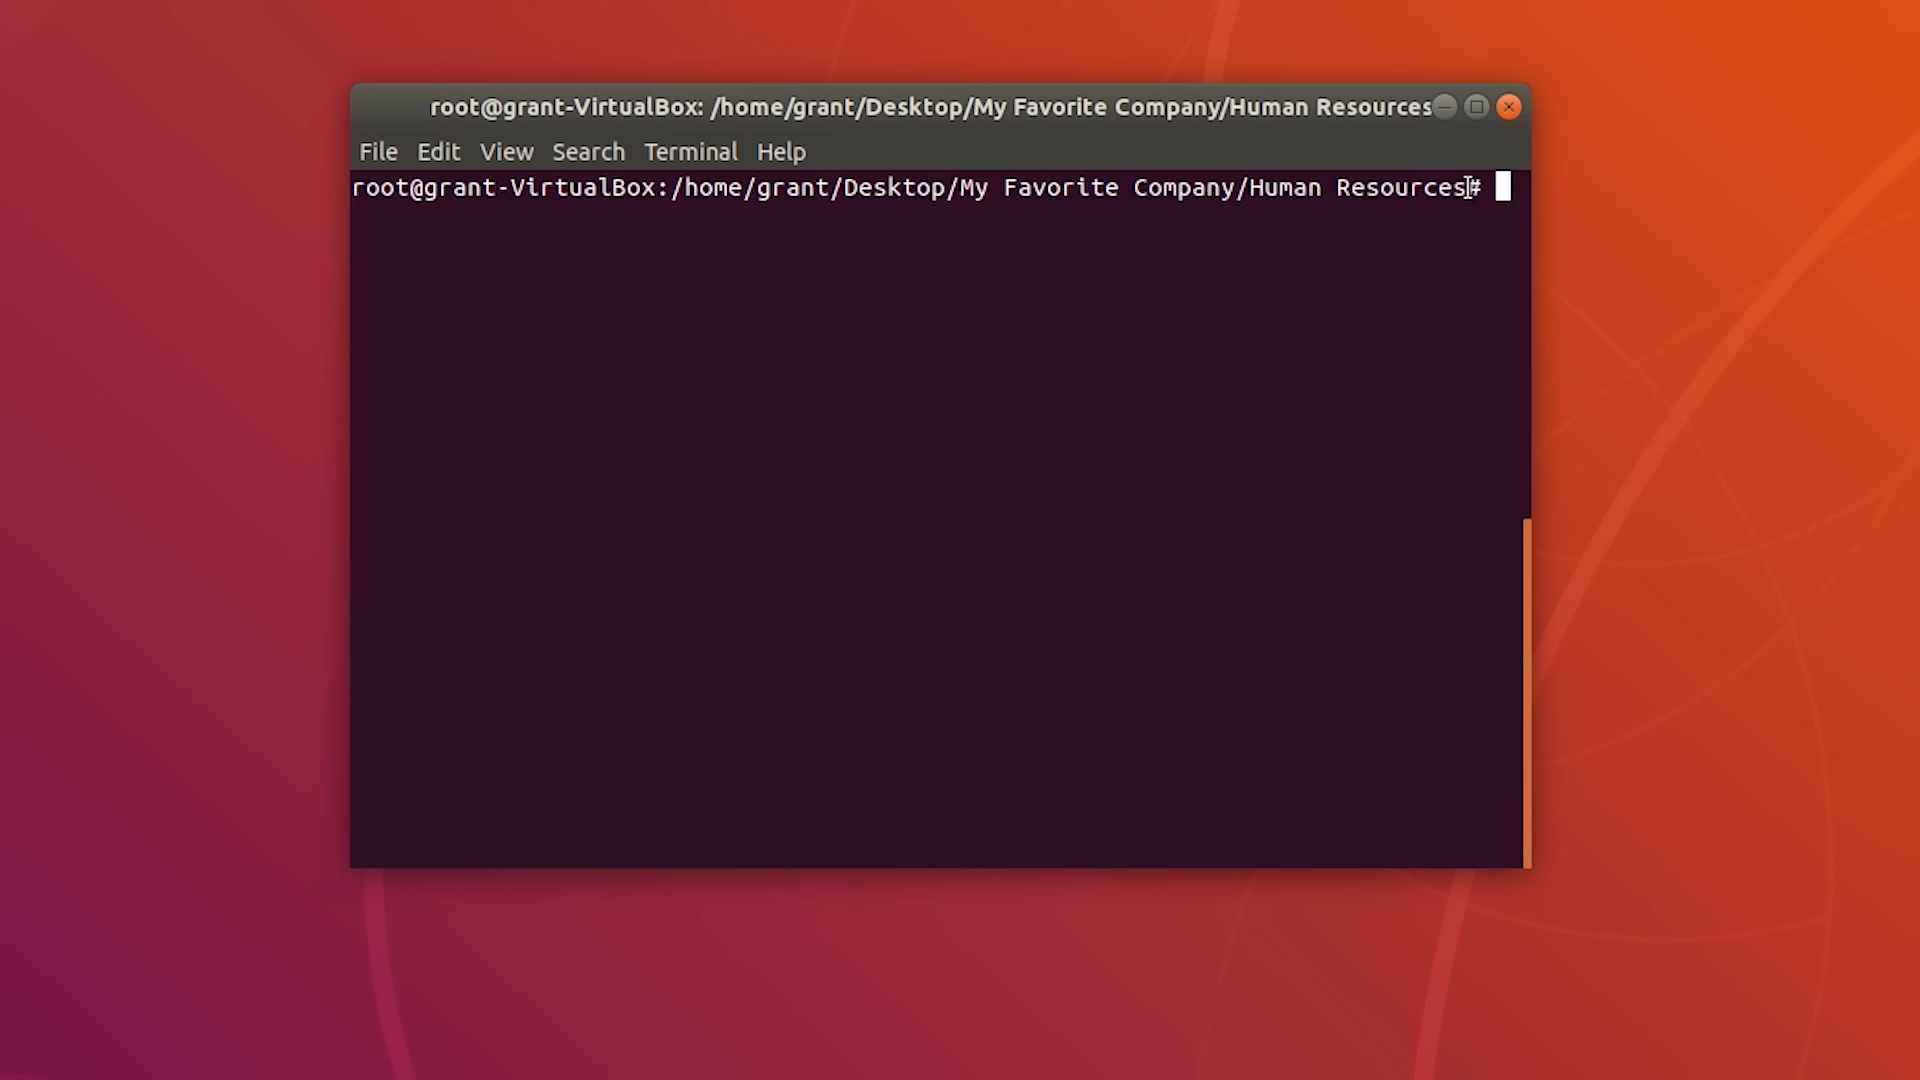 root@grant-VirtualBox: /home/grant/Desktop/My Favorite Company/Human Resources
File Edit View Search Terminal Help
root@grant-VirtualBox:/home/grant/Desktop/My Favorite Company/Human Resources#